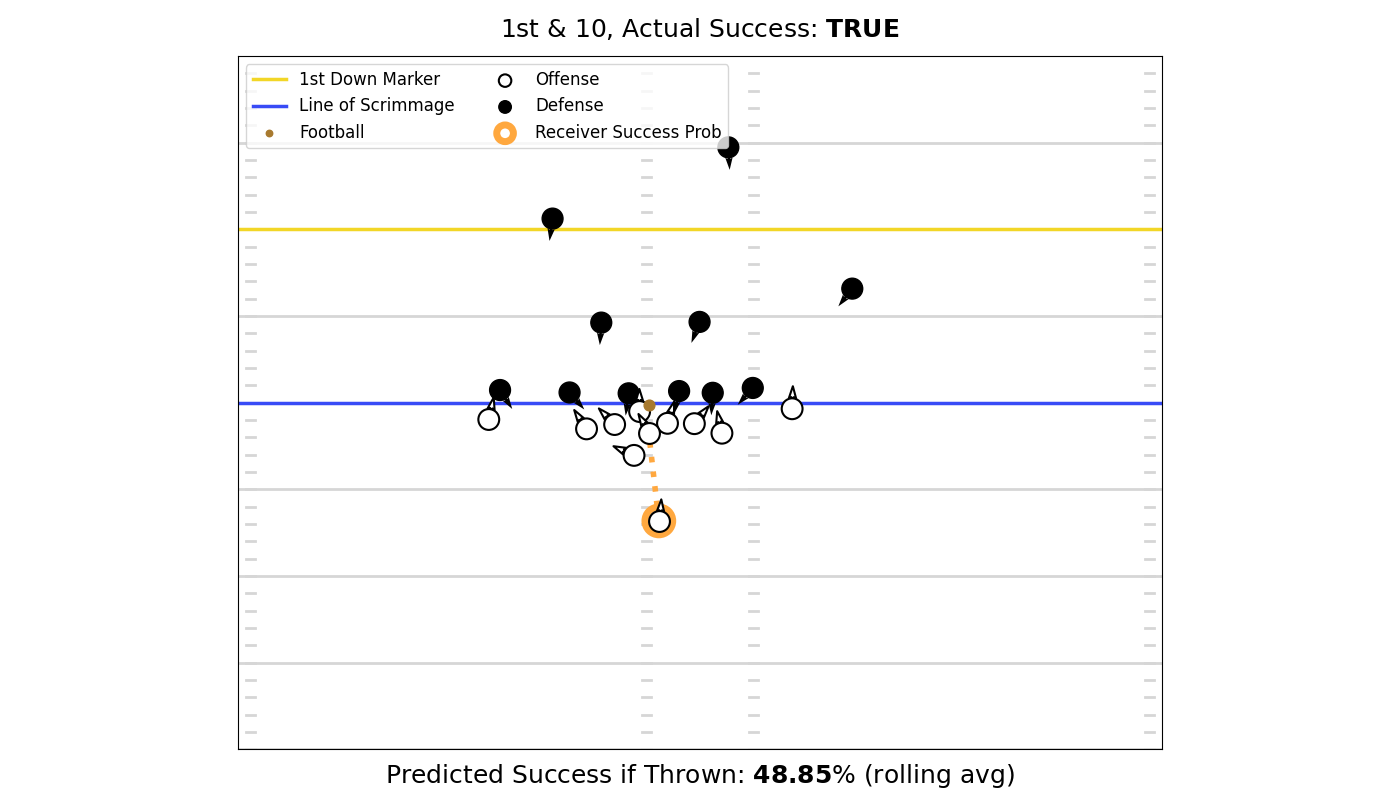 1st & 10, Actual Success: TRUE
1st Down Marker
Line of Scrimmage
Football
Offense
Defense
Receiver Success Prob
Predicted Success if Thrown: 48.85% (rolling avg)